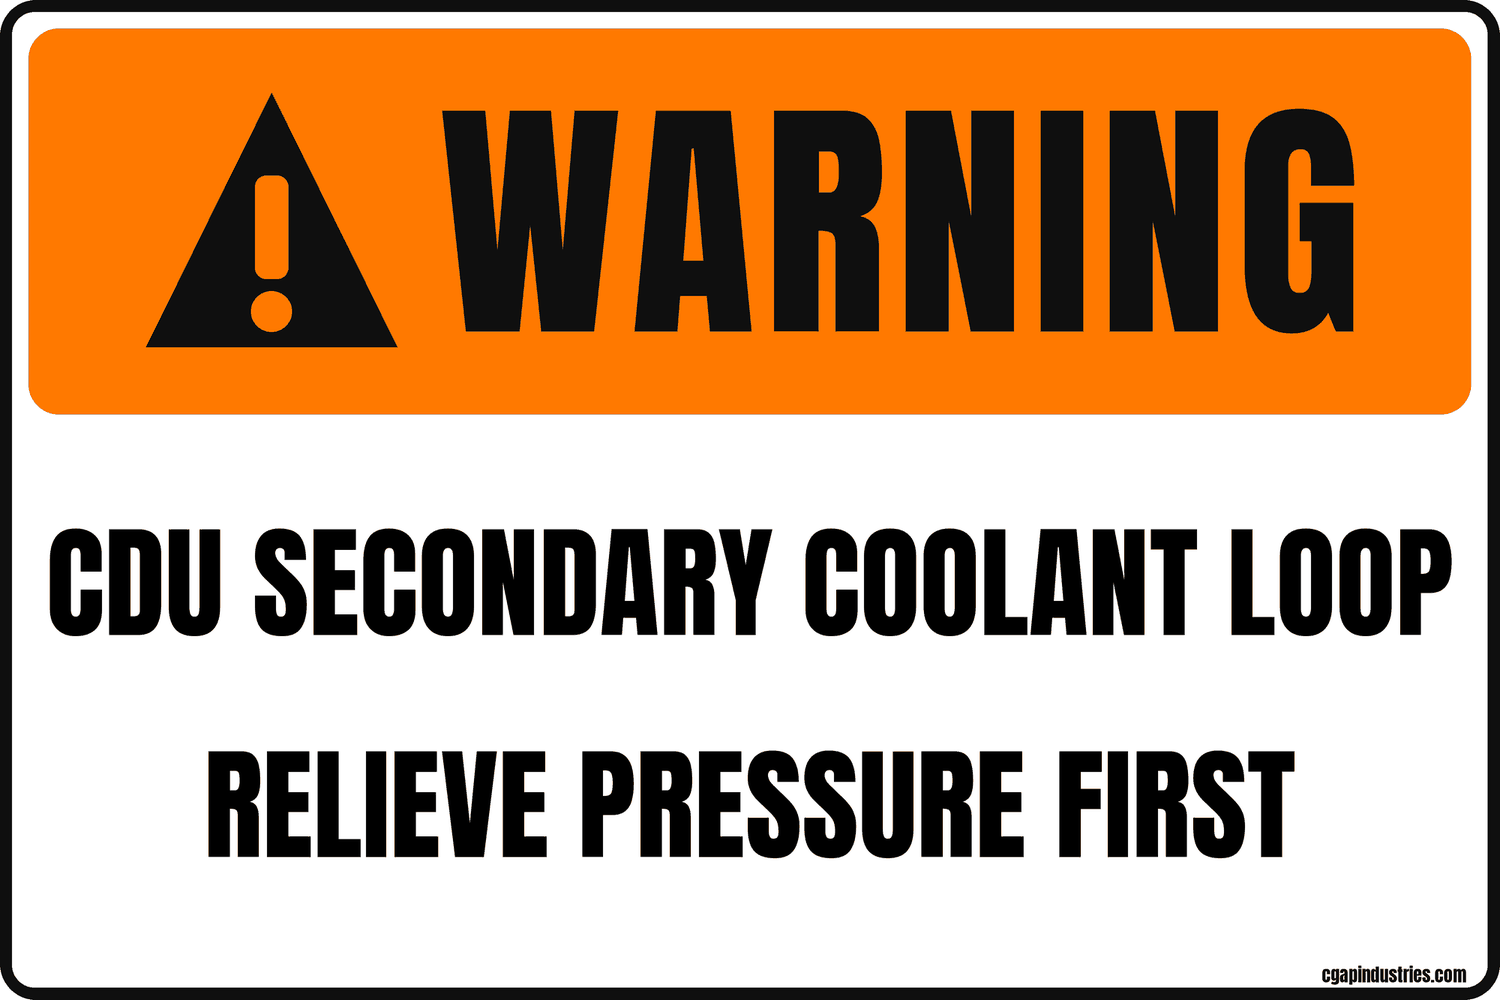 WARNING
CDU SECONDARY COOLANT LOOP
RELIEVE PRESSURE FIRST
cgapindustries.com